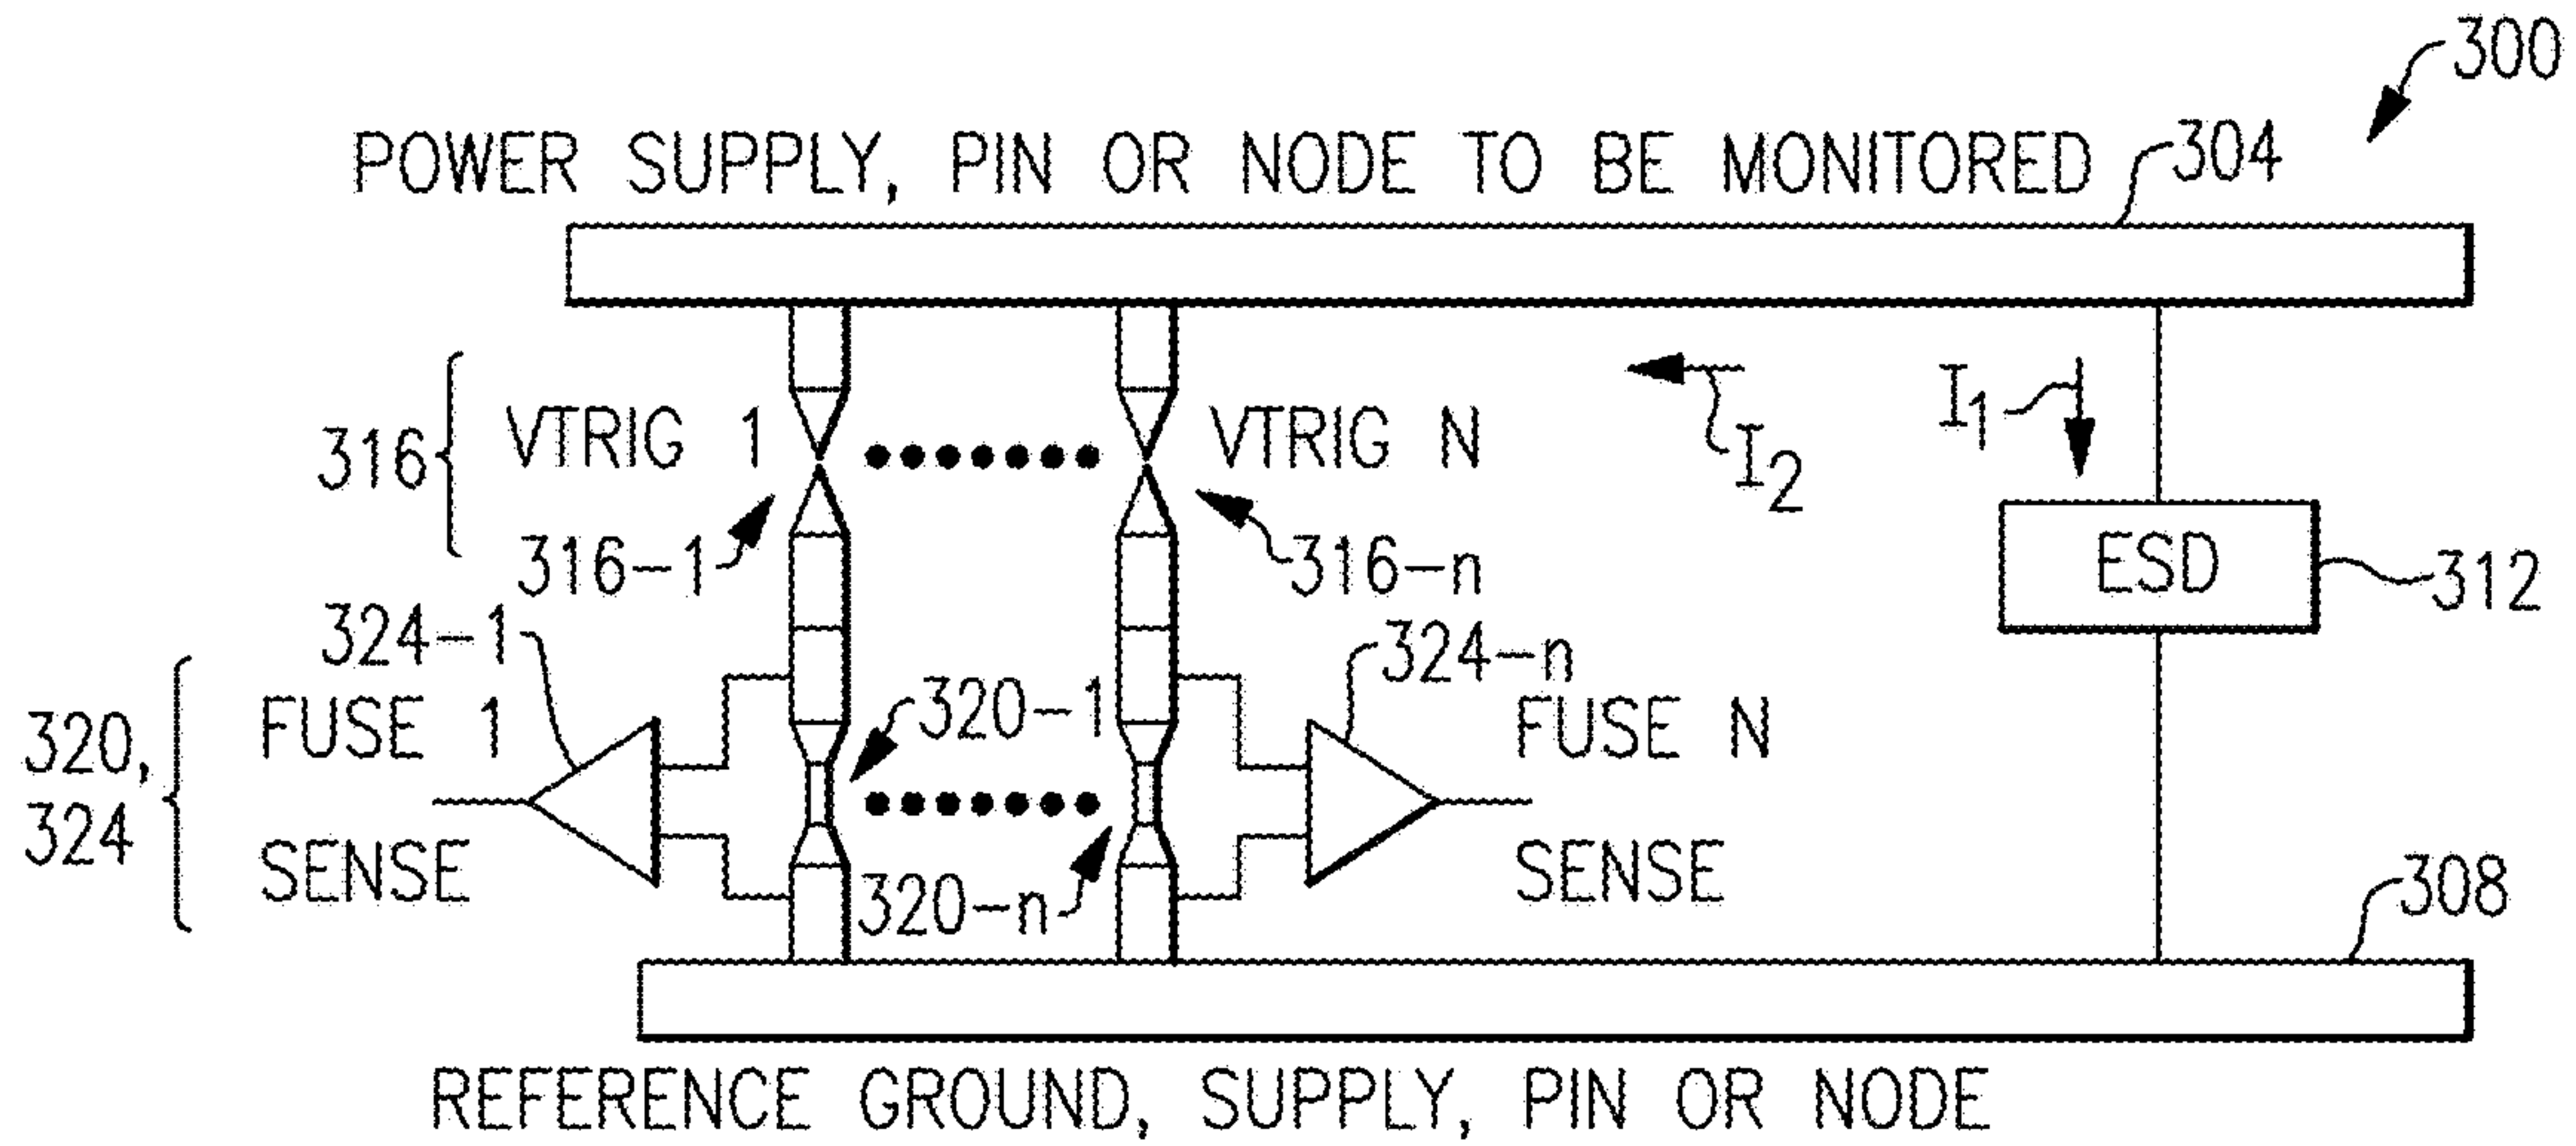 300
POWER SUPPLY, PIN OR NODE TO BE MONITORED
304
316
VTRIG 1
VTRIG N
I2
I1
316-1
316-n
ESD
312
324-1
324-n
320,
324
FUSE 1
320-1
FUSE N
SENSE
320-n
SENSE
308
REFERENCE GROUND, SUPPLY, PIN OR NODE